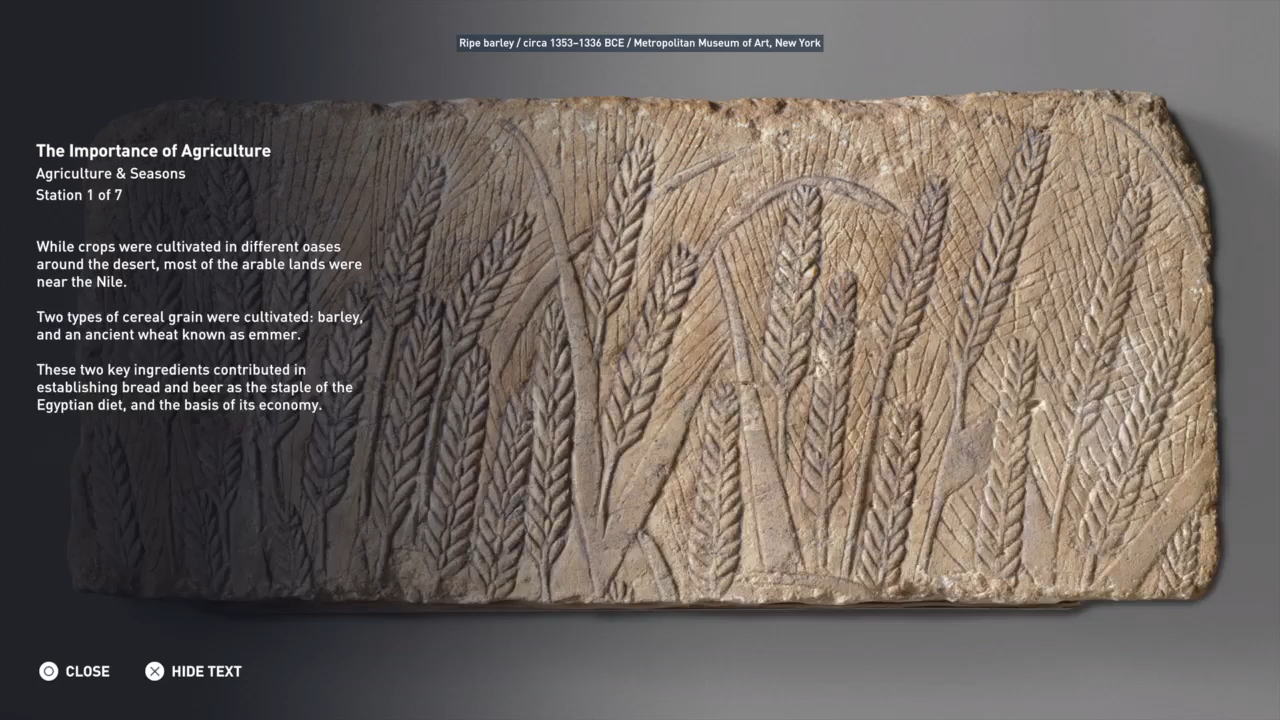 Ripe barley / circa 1353–1336 BCE / Metropolitan Museum of Art, New York
The Importance of Agriculture
Agriculture & Seasons
Station 1 of 7
While crops were cultivated in different oases
around the desert, most of the arable lands were
near the Nile.
Two types of cereal grain were cultivated: barley,
and an ancient wheat known as emmer.
These two key ingredients contributed in
establishing bread and beer as the staple of the
Egyptian diet, and the basis of its economy.
CLOSE HIDE TEXT